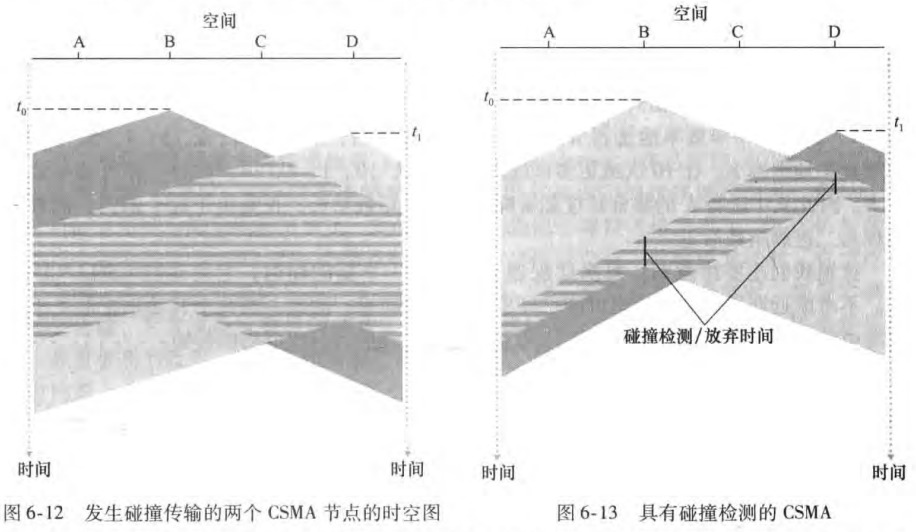 空间
A B C D
t₀
t₁
时间 时间
图 6-12 发生碰撞传输的两个 CSMA 节点的时空图
空间
A B C D
t₀
t₁
碰撞检测/放弃时间
时间 时间
图 6-13 具有碰撞检测的 CSMA